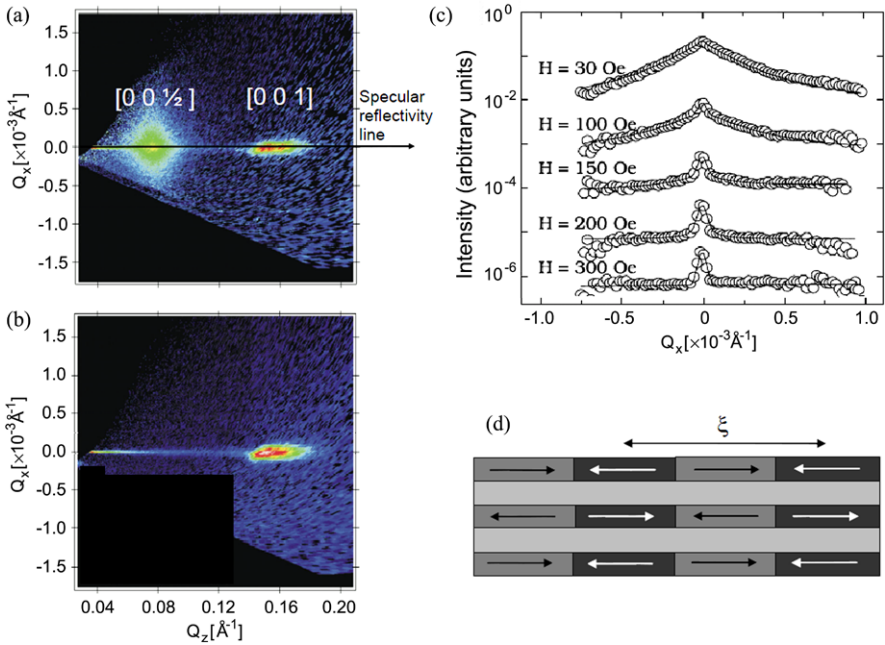 (a)
[0 0 ½ ]
[0 0 1]
Specular
reflectivity
line
Qx[×10-3Å-1]
1.5
1.0
0.5
0.0
-0.5
-1.0
-1.5
(b)
Qx[×10-3Å-1]
1.5
1.0
0.5
0.0
-0.5
-1.0
-1.5
0.04
0.08
0.12
0.16
0.20
Qz[Å-1]
(c)
Intensity (arbitrary units)
10^0
10^-2
10^-4
10^-6
H = 30 Oe
H = 100 Oe
H = 150 Oe
H = 200 Oe
H = 300 Oe
-1.0
-0.5
0
0.5
1.0
Qx[×10-3Å-1]
(d)
ξ